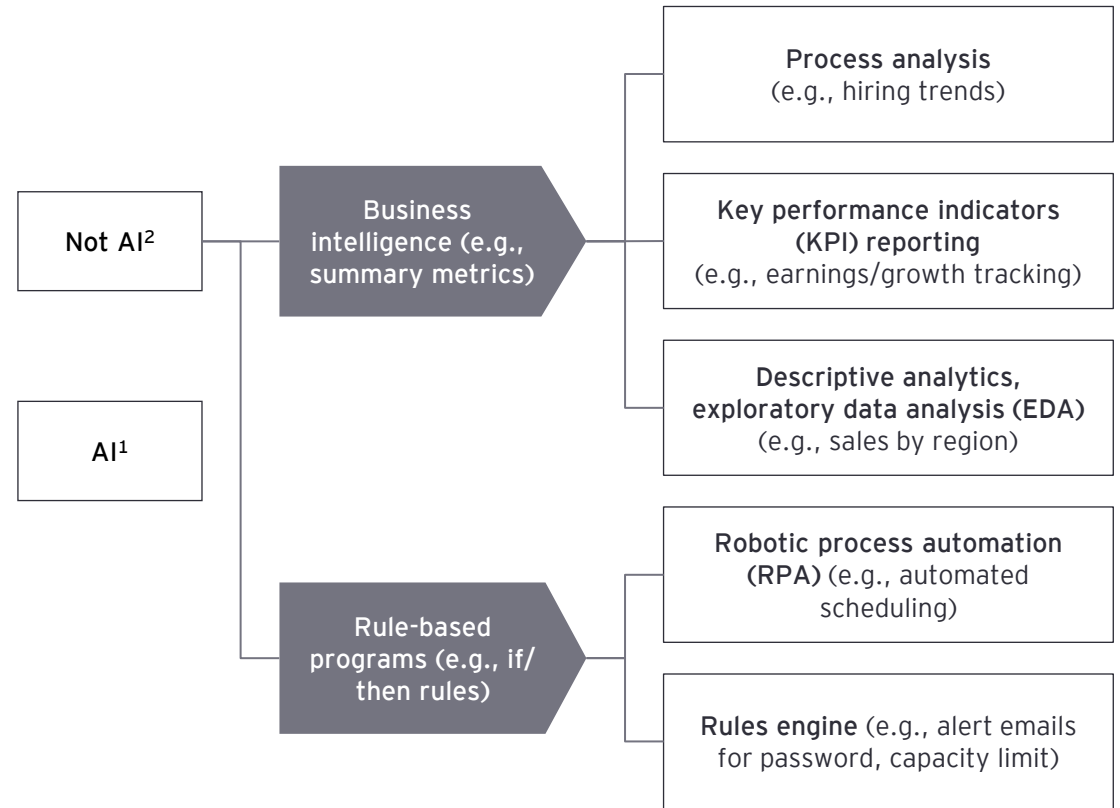 Not AI²
AI¹
Business
intelligence (e.g.,
summary metrics)
Rule-based
programs (e.g., if/
then rules)
Process analysis
(e.g., hiring trends)
Key performance indicators
(KPI) reporting
(e.g., earnings/growth tracking)
Descriptive analytics,
exploratory data analysis (EDA)
(e.g., sales by region)
Robotic process automation
(RPA) (e.g., automated
scheduling)
Rules engine (e.g., alert emails
for password, capacity limit)